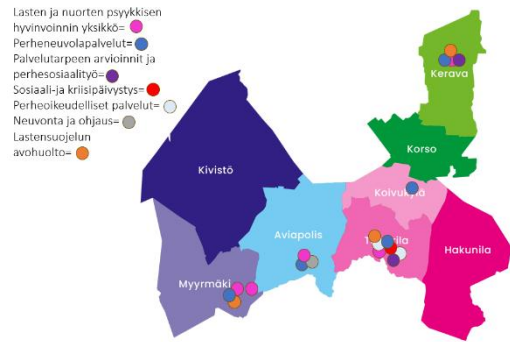 Lasten ja nuorten psyykkisen
hyvinvoinnin yksikkö=
Perheneuvolapalvelut=
Palvelutarpeen arvioinnit ja
perhesosiaalityö=
Sosiaali-ja kriisipäivystys=
Perheoikeudelliset palvelut=
Neuvonta ja ohjaus=
Lastensuojelun
avohuolto=
Kerava
Korso
Kivistö
Koivukylä
Aviapolis
Hakunila
Myyrmäki